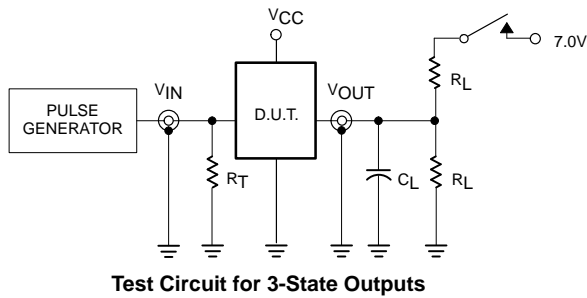 VCC
7.0V
RL
VIN
VOUT
PULSE
GENERATOR
D.U.T.
RT
CL
RL
Test Circuit for 3-State Outputs